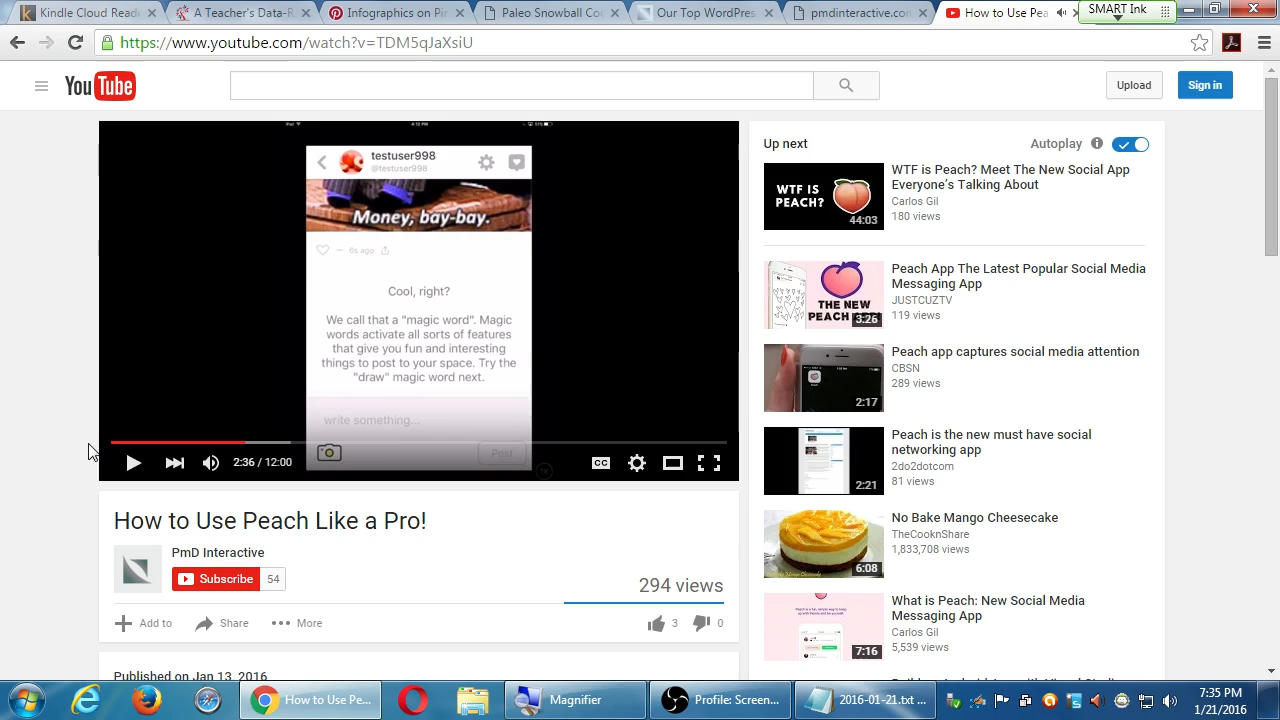 Kindle Cloud Read
A Teacher's Data-R
Infographics on Pin
Paleo Snowball Co
Our Top WordPres
pmdinteractive.co
How to Use Pea
SMART Ink
https://www.youtube.com/watch?v=TDM5qJaXsiU
YouTube
Upload
Sign in
iPad
4:12 PM
testuser998
@testuser998
Money, bay-bay.
6s ago
Cool, right?
We call that a "magic word". Magic
words activate all sorts of features
that give you fun and interesting
things to post to your space. Try the
"draw" magic word next.
write something...
Post
2:36 / 12:00
CC
How to Use Peach Like a Pro!
PmD Interactive
Subscribe 54
294 views
Add to Share More 3 0
Published on Jan 13, 2016
Up next
Autoplay
WTF IS
PEACH?
44:03
WTF is Peach? Meet The New Social App
Everyone's Talking About
Carlos Gil
180 views
THE NEW
PEACH
3:26
Peach App The Latest Popular Social Media
Messaging App
JUSTCUZTV
119 views
2:17
Peach app captures social media attention
CBSN
289 views
2:21
Peach is the new must have social
networking app
2do2dotcom
81 views
6:08
No Bake Mango Cheesecake
TheCooknShare
1,833,708 views
7:16
What is Peach: New Social Media
Messaging App
Carlos Gil
5,539 views
How to Use Pe...
Magnifier
Profile: Screen...
2016-01-21.txt ...
7:35 PM
1/21/2016